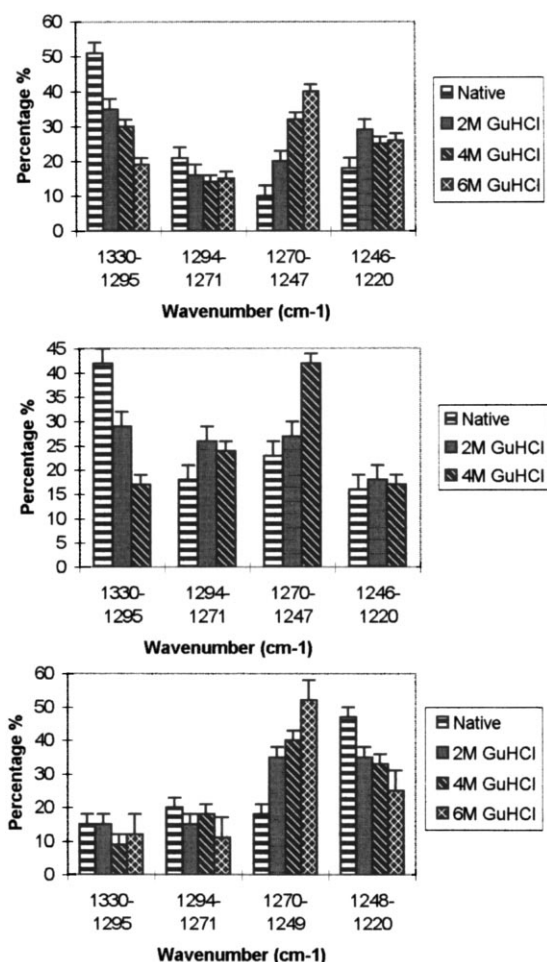 60
50
40
30
20
10
0
Percentage %
1330-1295
1294-1271
1270-1247
1246-1220
Wavenumber (cm-1)
Native
2M GuHCl
4M GuHCl
6M GuHCl
45
40
35
30
25
20
15
10
5
0
Percentage %
1330-1295
1294-1271
1270-1247
1246-1220
Wavenumber (cm-1)
Native
2M GuHCl
4M GuHCl
60
50
40
30
20
10
0
Percentage %
1330-1295
1294-1271
1270-1249
1248-1220
Wavenumber (cm-1)
Native
2M GuHCl
4M GuHCl
6M GuHCl